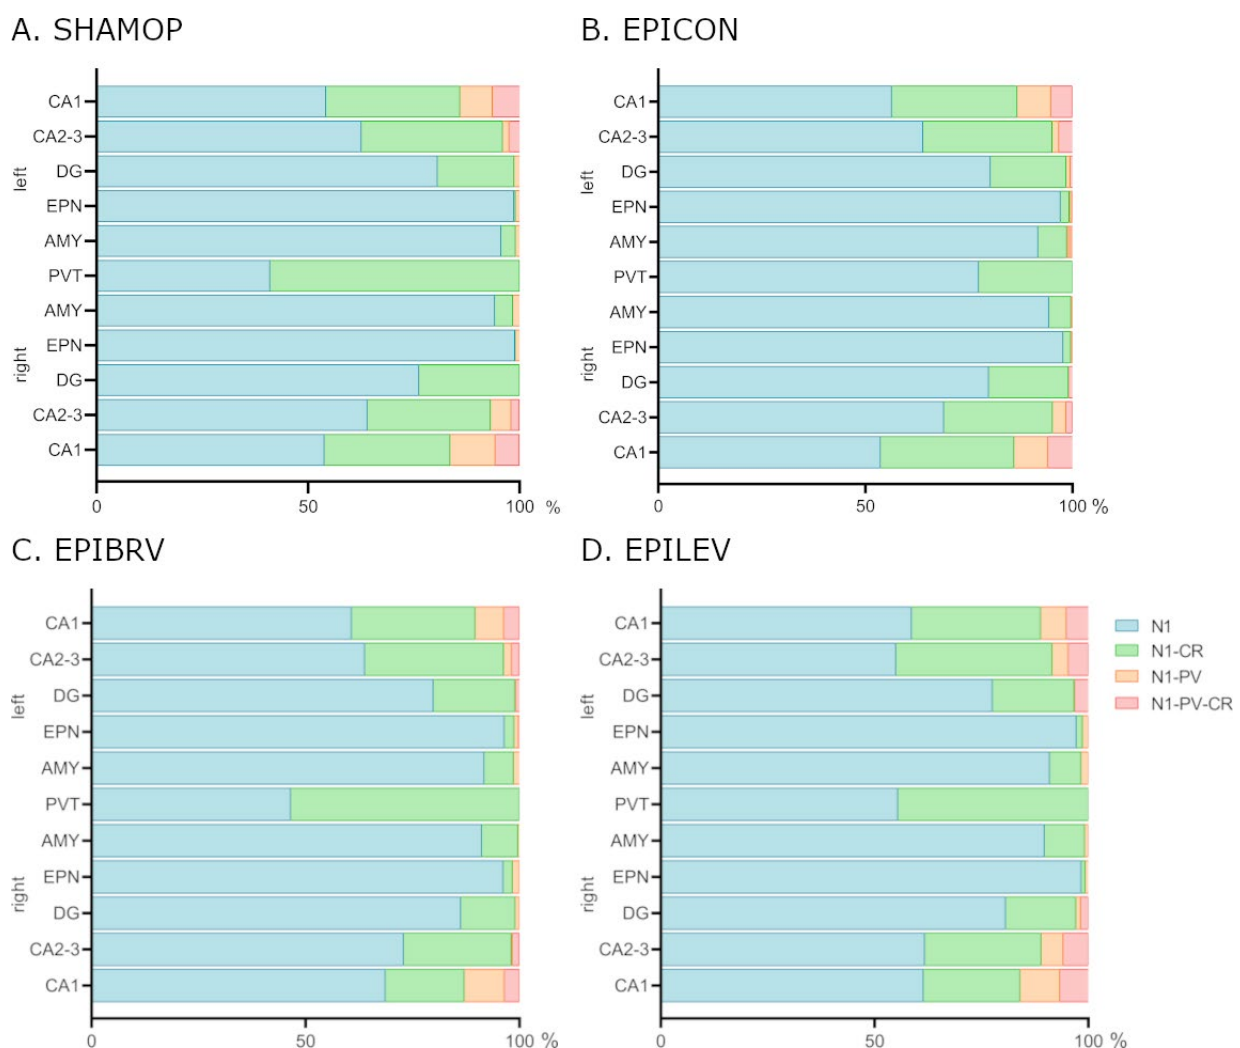 A. SHAMOP
CA1
CA2-3
DG
EPN
AMY
PVT
AMY
EPN
DG
CA2-3
CA1
left
right
0 50 100 %
B. EPICON
CA1
CA2-3
DG
EPN
AMY
PVT
AMY
EPN
DG
CA2-3
CA1
left
right
0 50 100 %
C. EPIBRV
CA1
CA2-3
DG
EPN
AMY
PVT
AMY
EPN
DG
CA2-3
CA1
left
right
0 50 100 %
D. EPILEV
CA1
CA2-3
DG
EPN
AMY
PVT
AMY
EPN
DG
CA2-3
CA1
left
right
0 50 100 %
N1
N1-CR
N1-PV
N1-PV-CR